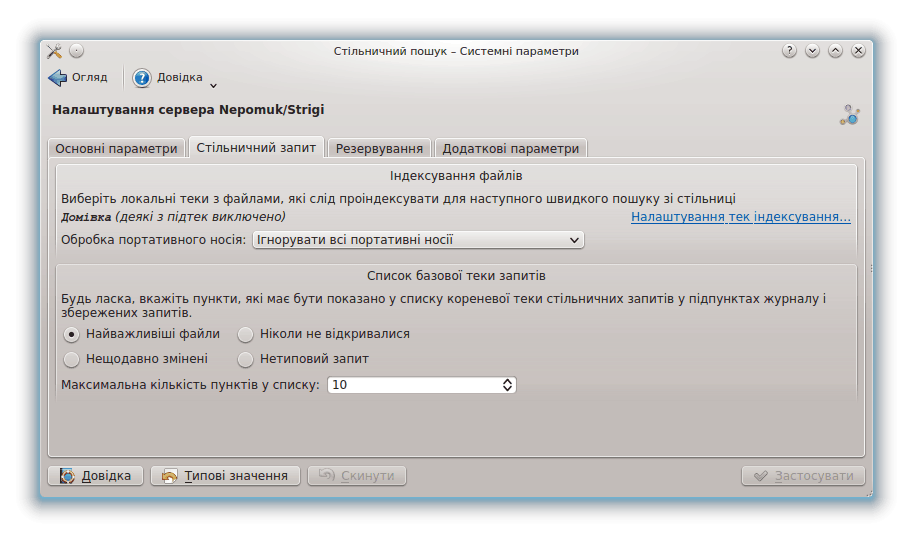 Стільничний пошук – Системні параметри
Огляд Довідка
Налаштування сервера Nepomuk/Strigi
Основні параметри Стільничний запит Резервування Додаткові параметри
Індексування файлів
Виберіть локальні теки з файлами, які слід проіндексувати для наступного швидкого пошуку зі стільниці
Домівка (деякі з підтек виключено) Налаштування тек індексування...
Обробка портативного носія: Ігнорувати всі портативні носії
Список базової теки запитів
Будь ласка, вкажіть пункти, які має бути показано у списку кореневої теки стільничних запитів у підпунктах журналу і
збережених запитів.
Найважливіші файли Ніколи не відкривалися
Нещодавно змінені Нетиповий запит
Максимальна кількість пунктів у списку: 10
Довідка Типові значення Скинути Застосувати